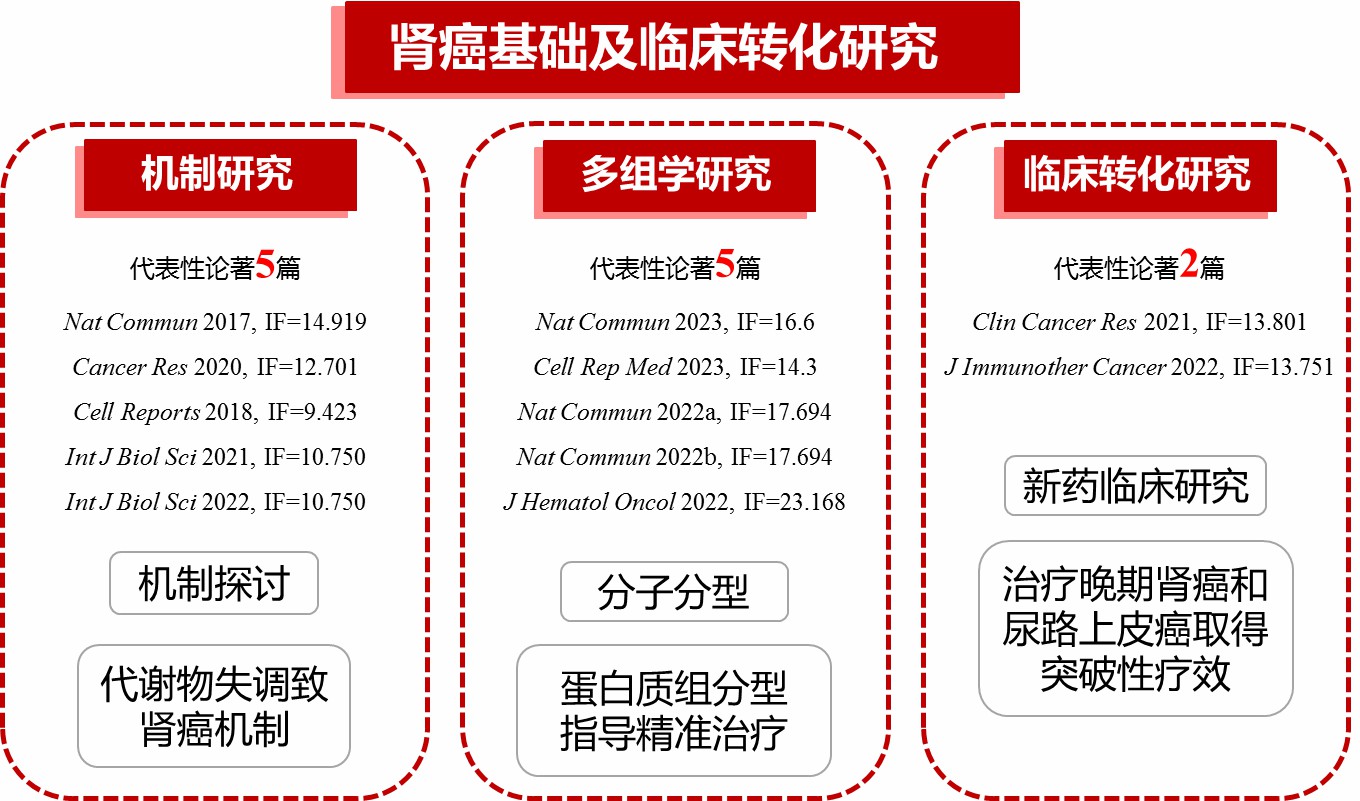 肾癌基础及临床转化研究
机制研究
代表性论著5篇
Nat Commun 2017, IF=14.919
Cancer Res 2020, IF=12.701
Cell Reports 2018, IF=9.423
Int J Biol Sci 2021, IF=10.750
Int J Biol Sci 2022, IF=10.750
机制探讨
代谢物失调致
肾癌机制
多组学研究
代表性论著5篇
Nat Commun 2023, IF=16.6
Cell Rep Med 2023, IF=14.3
Nat Commun 2022a, IF=17.694
Nat Commun 2022b, IF=17.694
J Hematol Oncol 2022, IF=23.168
分子分型
蛋白质组分型
指导精准治疗
临床转化研究
代表性论著2篇
Clin Cancer Res 2021, IF=13.801
J Immunother Cancer 2022, IF=13.751
新药临床研究
治疗晚期肾癌和
尿路上皮癌取得
突破性疗效